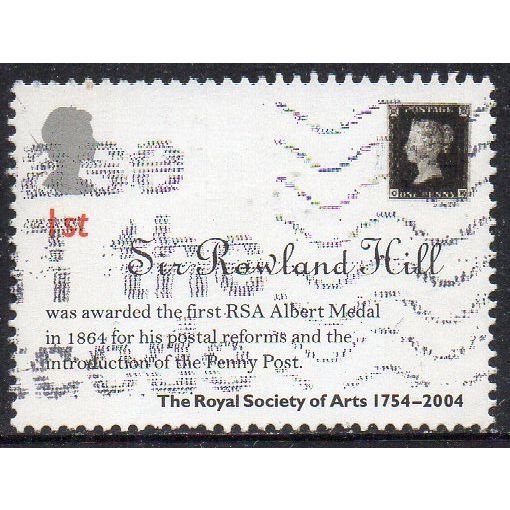 POSTAGE
ONE PENNY
1st
Sir Rowland Hill
was awarded the first RSA Albert Medal
in 1864 for his postal reforms and the
introduction of the Penny Post.
The Royal Society of Arts 1754–2004